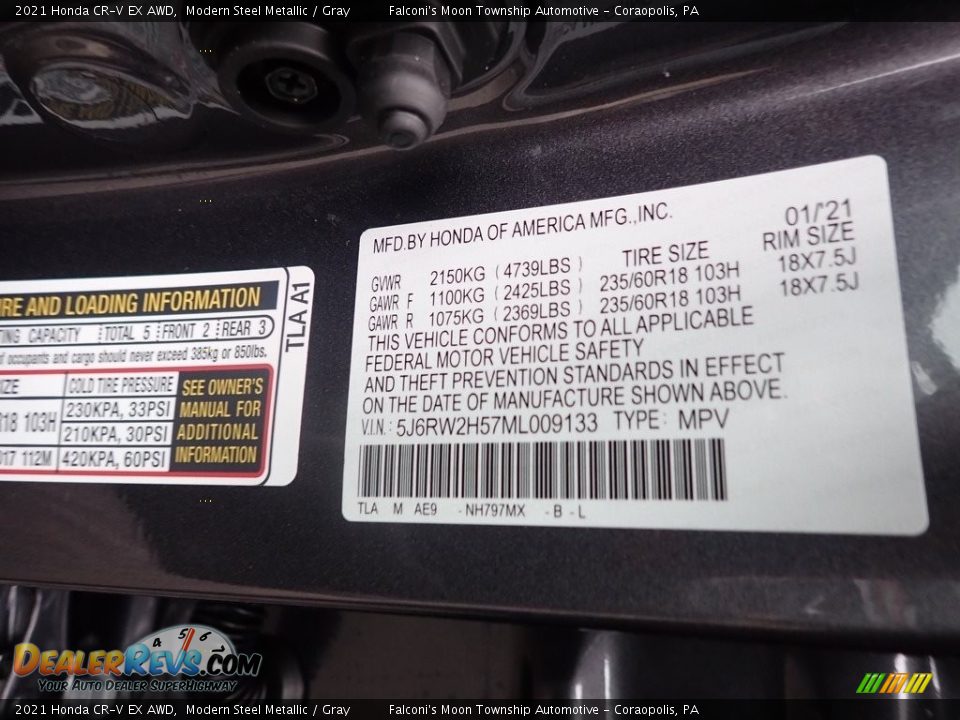 2021 Honda CR-V EX AWD, Modern Steel Metallic / Gray Falconi's Moon Township Automotive - Coraopolis, PA
MFD.BY HONDA OF AMERICA MFG.,INC. 01/'21
TIRE SIZE RIM SIZE
GVWR 2150KG (4739LBS)
GAWR F 1100KG (2425LBS) 235/60R18 103H 18X7.5J
GAWR R 1075KG (2369LBS) 235/60R18 103H 18X7.5J
THIS VEHICLE CONFORMS TO ALL APPLICABLE
FEDERAL MOTOR VEHICLE SAFETY
AND THEFT PREVENTION STANDARDS IN EFFECT
ON THE DATE OF MANUFACTURE SHOWN ABOVE.
V.I.N.: 5J6RW2H57ML009133 TYPE: MPV
TLA M AE9 -NH797MX -B -L
AND LOADING INFORMATION
CAPACITY TOTAL 5 FRONT 2 REAR 3
occupants and cargo should never exceed 385kg or 850lbs.
COLD TIRE PRESSURE
103H 230KPA, 33PSI
210KPA, 30PSI
112M 420KPA, 60PSI
SEE OWNER'S
MANUAL FOR
ADDITIONAL
INFORMATION
TLA A1
4 5 6
DEALERREVS.COM
YOUR AUTO DEALER SUPERHIGHWAY
2021 Honda CR-V EX AWD, Modern Steel Metallic / Gray Falconi's Moon Township Automotive - Coraopolis, PA